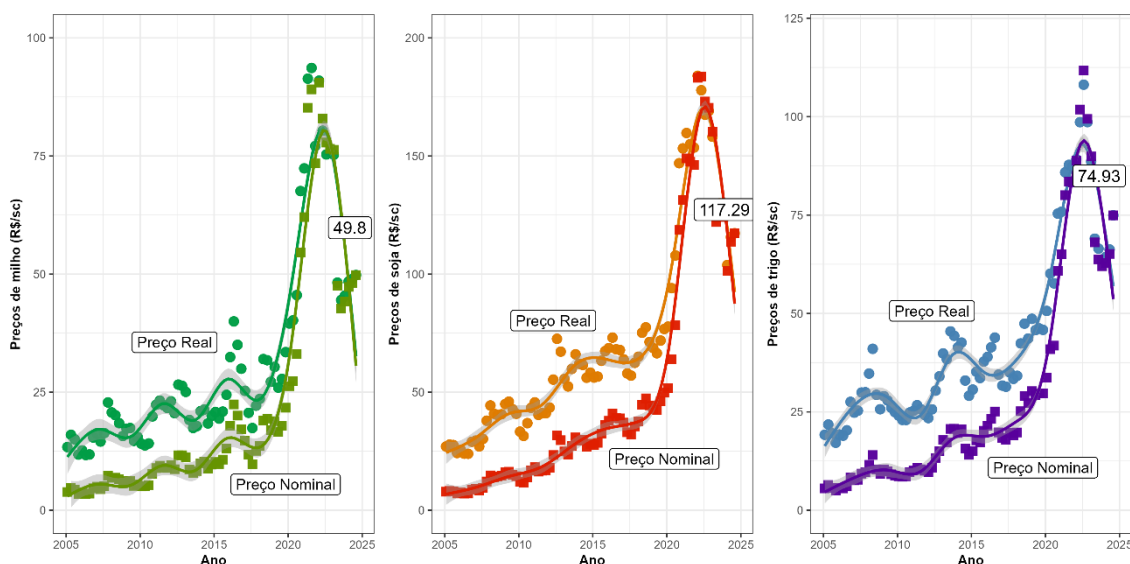 Preços de milho (R$/sc)
100
75
50
25
0
49.8
Preço Real
Preço Nominal
2005
2010
2015
2020
2025
Ano
Preços de soja (R$/sc)
200
150
100
50
0
117.29
Preço Real
Preço Nominal
2005
2010
2015
2020
2025
Ano
Preços de trigo (R$/sc)
125
100
75
50
25
0
74.93
Preço Real
Preço Nominal
2005
2010
2015
2020
2025
Ano